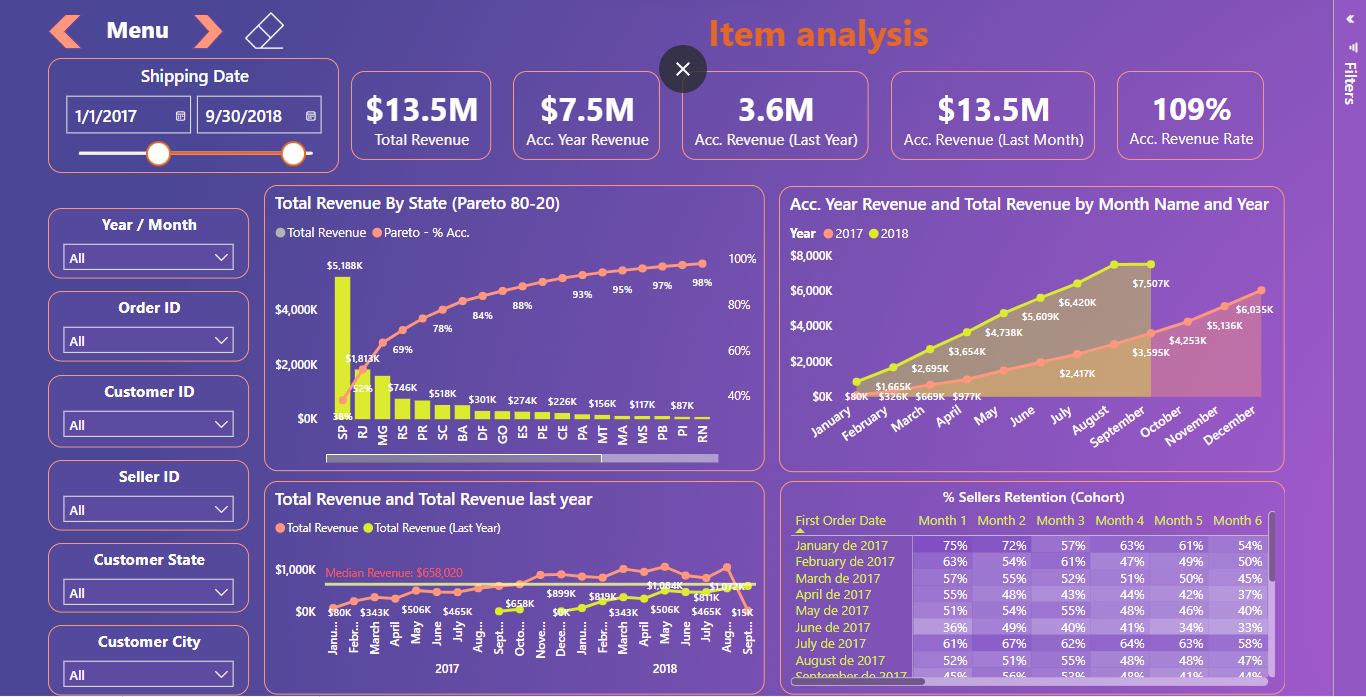 Menu
Item analysis
Filters
Shipping Date
1/1/2017
9/30/2018
$13.5M
Total Revenue
$7.5M
Acc. Year Revenue
3.6M
Acc. Revenue (Last Year)
$13.5M
Acc. Revenue (Last Month)
109%
Acc. Revenue Rate
Year / Month
All
Order ID
All
Customer ID
All
Seller ID
All
Customer State
All
Customer City
All
Total Revenue By State (Pareto 80-20)
Total Revenue Pareto - % Acc.
$4,000K
$2,000K
$0K
100%
80%
60%
40%
$5,188K
$1,813K
$746K
$518K
$301K
$274K
$226K
$156K
$117K
$87K
38%
52%
69%
78%
84%
88%
93%
95%
97%
98%
SP RJ MG RS PR SC BA DF GO ES PE CE PA MT MA MS PB PI RN
Acc. Year Revenue and Total Revenue by Month Name and Year
Year 2017 2018
$8,000K
$6,000K
$4,000K
$2,000K
$0K
$1,665K
$2,695K
$3,654K
$4,738K
$5,609K
$6,420K
$7,507K
$80K
$326K
$669K
$977K
$2,417K
$3,595K
$4,253K
$5,136K
$6,035K
January February March April May June July August September October November December
Total Revenue and Total Revenue last year
Total Revenue Total Revenue (Last Year)
$1,000K
$0K
Median Revenue: $658,020
$80K
$343K
$506K
$465K
$658K
$899K
$0K
$819K
$343K
$1,084K
$506K
$811K
$465K
$15K
Janu... Febr... March April May June July Aug... Sept... Octo... Nove... Dece... Janu... Febr... March April May June July Aug... Sept...
2017 2018
% Sellers Retention (Cohort)
First Order Date Month 1 Month 2 Month 3 Month 4 Month 5 Month 6
January de 2017 75% 72% 57% 63% 61% 54%
February de 2017 63% 54% 61% 47% 49% 50%
March de 2017 57% 55% 52% 51% 50% 45%
April de 2017 55% 48% 43% 44% 42% 37%
May de 2017 51% 54% 55% 48% 46% 40%
June de 2017 36% 49% 40% 41% 34% 33%
July de 2017 61% 67% 62% 64% 63% 58%
August de 2017 52% 51% 55% 48% 48% 47%
September de 2017 45% 56% 53% 48% 41% 44%